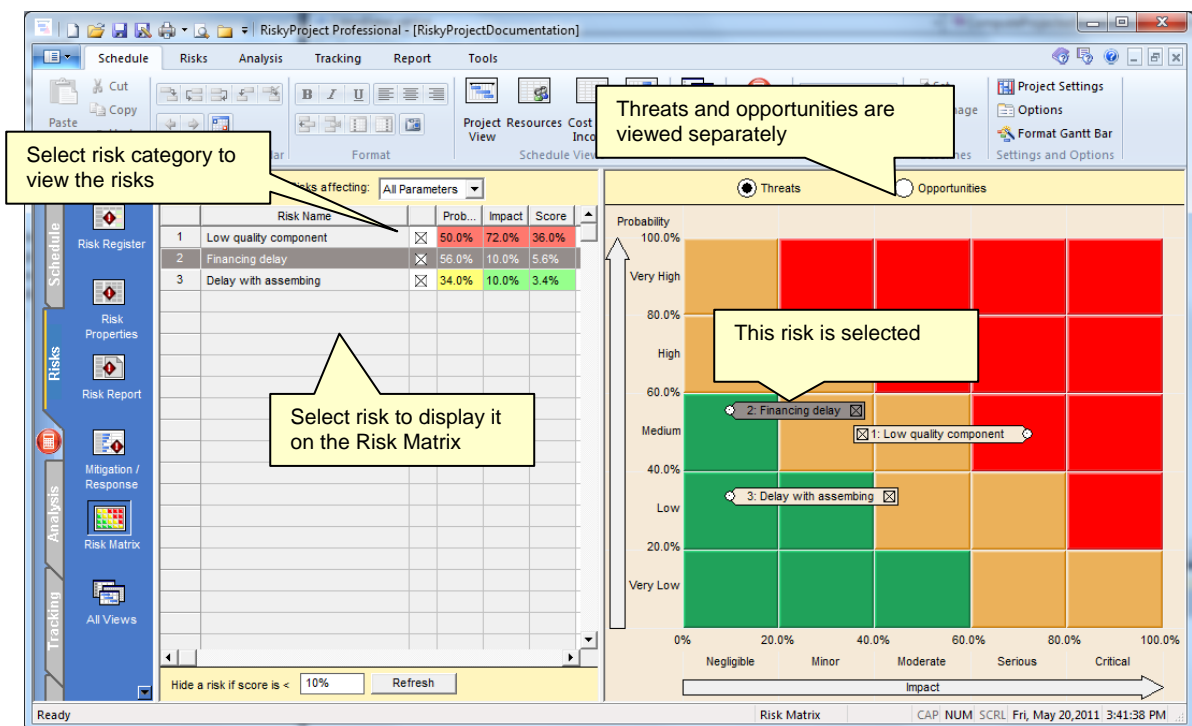 RiskyProject Professional - [RiskyProjectDocumentation]
Schedule Risks Analysis Tracking Report Tools
Paste
Cut
Copy
B I U
Format
Project View
Resources
Cost
Inco
Schedule View
Project Settings
Options
Format Gantt Bar
Settings and Options
Select risk category to
view the risks
Threats and opportunities are
viewed separately
affecting: All Parameters
Threats
Opportunities
Risk Name Prob... Impact Score
1 Low quality component 50.0% 72.0% 36.0%
2 Financing delay 56.0% 10.0% 5.6%
3 Delay with assembing 34.0% 10.0% 3.4%
Select risk to display it
on the Risk Matrix
Schedule
Risks
Analysis
Tracking
Risk Register
Risk
Properties
Risk Report
Mitigation /
Response
Risk Matrix
All Views
Hide a risk if score is < 10% Refresh
Probability
100.0%
Very High
80.0%
This risk is selected
High
60.0%
2: Financing delay
Medium
1: Low quality component
40.0%
3: Delay with assembing
Low
20.0%
Very Low
0% 20.0% 40.0% 60.0% 80.0% 100.0%
Negligible Minor Moderate Serious Critical
Impact
Ready
Risk Matrix
CAP NUM SCRL Fri, May 20,2011 3:41:38 PM